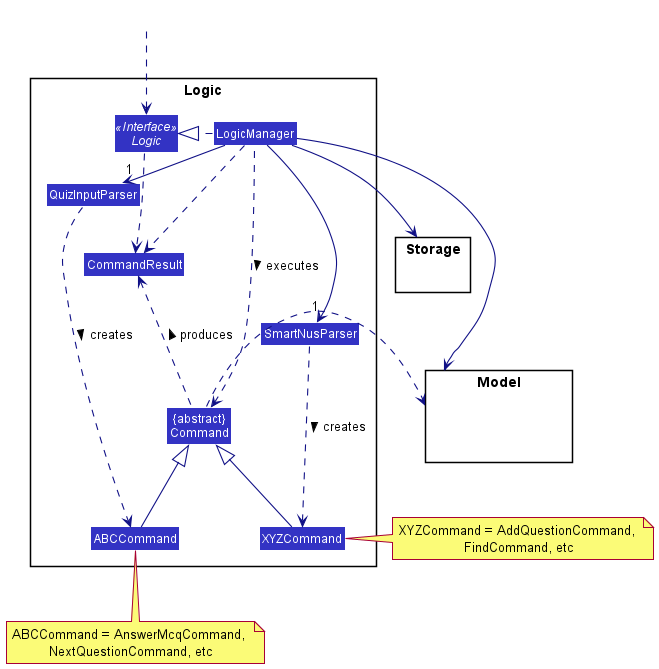 Logic
«Interface»
Logic
LogicManager
1
QuizInputParser
Storage
CommandResult
executes
1
SmartNusParser
creates
produces
Model
{abstract}
Command
creates
ABCCommand
XYZCommand
XYZCommand = AddQuestionCommand,
FindCommand, etc
ABCCommand = AnswerMcqCommand,
NextQuestionCommand, etc